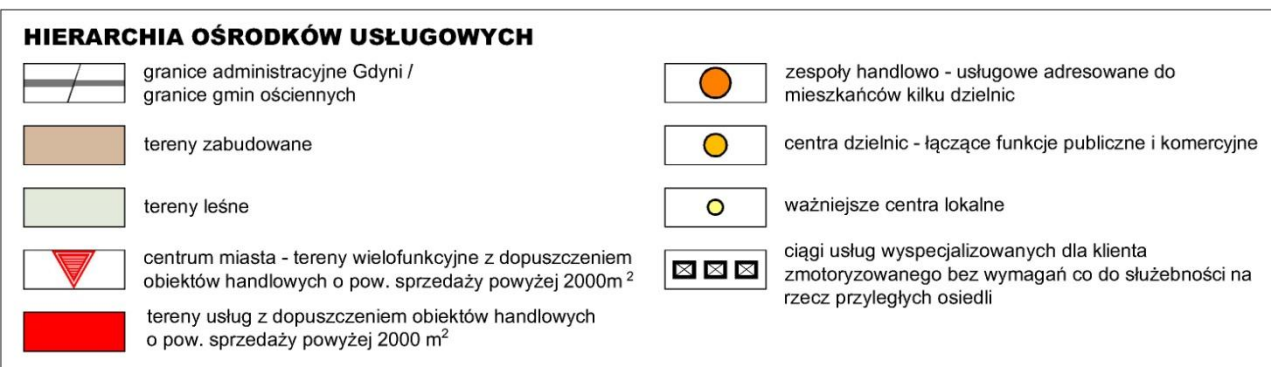 HIERARCHIA OŚRODKÓW USŁUGOWYCH
granice administracyjne Gdyni /
granice gmin ościennych
tereny zabudowane
tereny leśne
centrum miasta - tereny wielofunkcyjne z dopuszczeniem
obiektów handlowych o pow. sprzedaży powyżej 2000m²
tereny usług z dopuszczeniem obiektów handlowych
o pow. sprzedaży powyżej 2000 m²
zespoły handlowo - usługowe adresowane do
mieszkańców kilku dzielnic
centra dzielnic - łączące funkcje publiczne i komercyjne
ważniejsze centra lokalne
ciągi usług wyspecjalizowanych dla klienta
zmotoryzowanego bez wymagań co do służebności na
rzecz przyległych osiedli